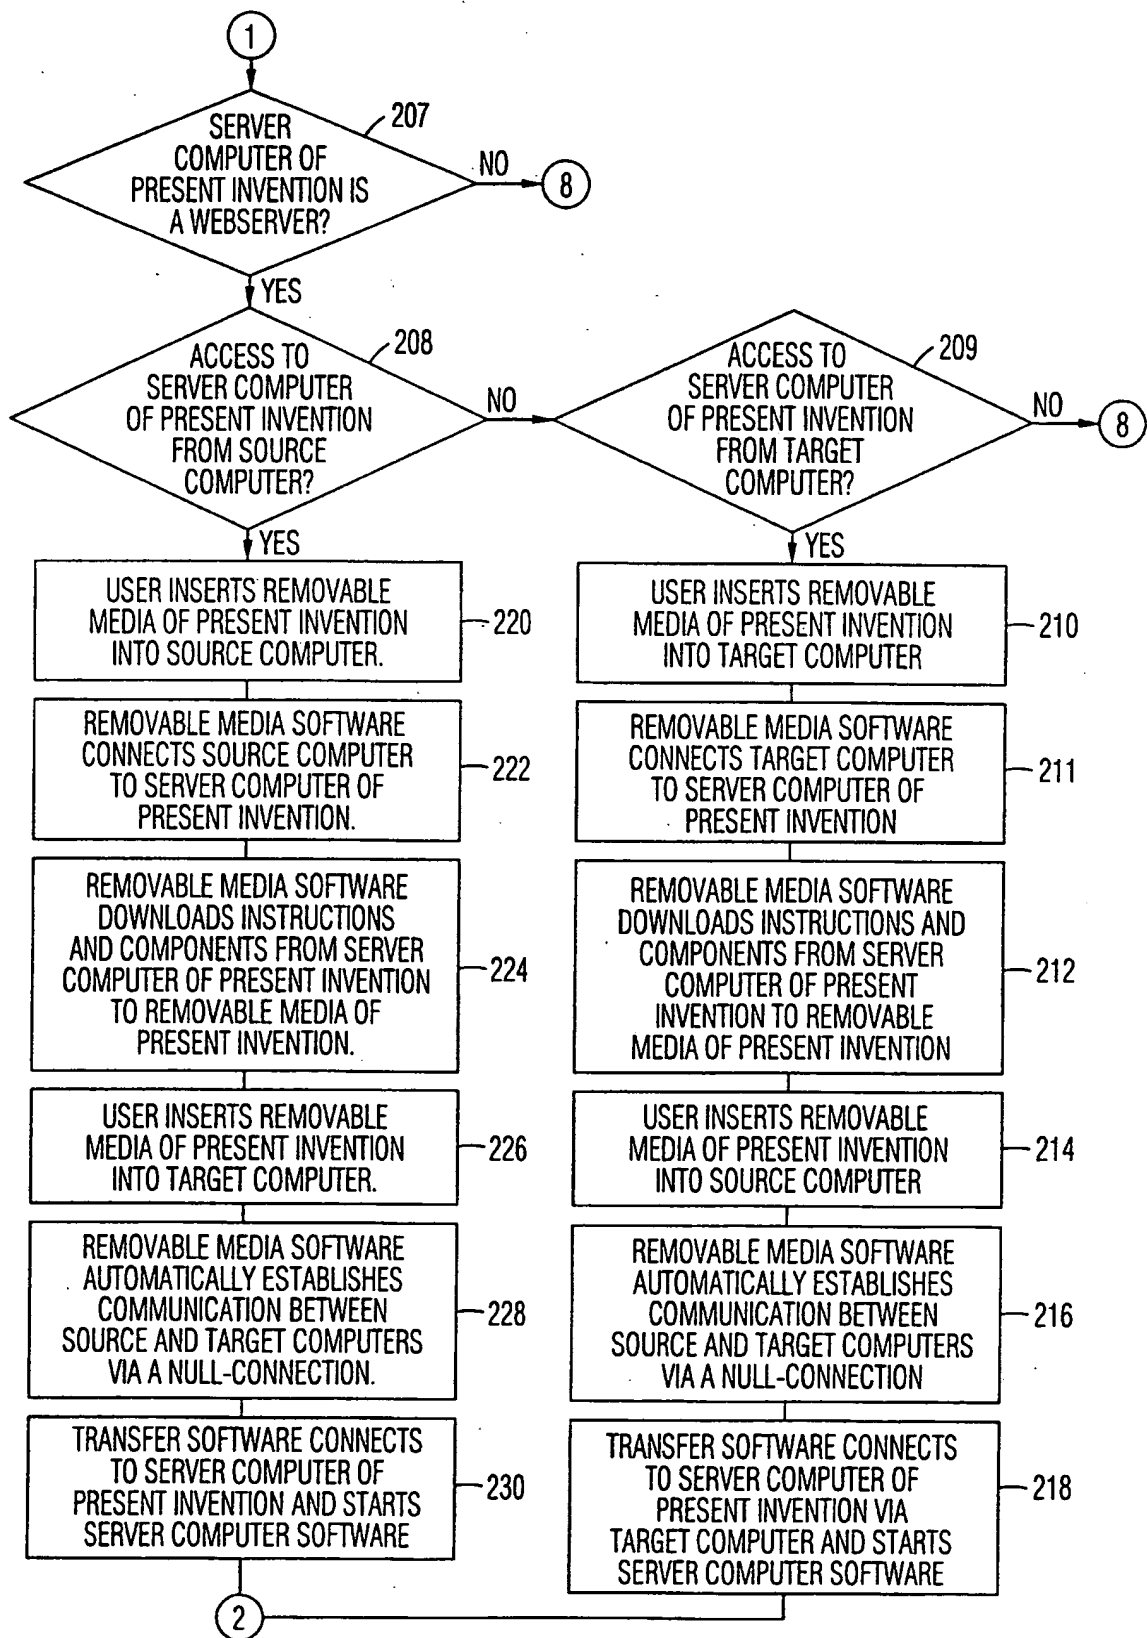 1
207
SERVER
COMPUTER OF
PRESENT INVENTION IS
A WEBSERVER?
NO
8
YES
208
ACCESS TO
SERVER COMPUTER
OF PRESENT INVENTION
FROM SOURCE
COMPUTER?
NO
209
ACCESS TO
SERVER COMPUTER
OF PRESENT INVENTION
FROM TARGET
COMPUTER?
NO
8
YES
USER INSERTS REMOVABLE
MEDIA OF PRESENT INVENTION
INTO SOURCE COMPUTER.
220
REMOVABLE MEDIA SOFTWARE
CONNECTS SOURCE COMPUTER
TO SERVER COMPUTER OF
PRESENT INVENTION.
222
REMOVABLE MEDIA SOFTWARE
DOWNLOADS INSTRUCTIONS
AND COMPONENTS FROM SERVER
COMPUTER OF PRESENT INVENTION
TO REMOVABLE MEDIA OF
PRESENT INVENTION.
224
USER INSERTS REMOVABLE
MEDIA OF PRESENT INVENTION
INTO TARGET COMPUTER.
226
REMOVABLE MEDIA SOFTWARE
AUTOMATICALLY ESTABLISHES
COMMUNICATION BETWEEN
SOURCE AND TARGET COMPUTERS
VIA A NULL-CONNECTION.
228
TRANSFER SOFTWARE CONNECTS
TO SERVER COMPUTER OF
PRESENT INVENTION AND STARTS
SERVER COMPUTER SOFTWARE
230
YES
USER INSERTS REMOVABLE
MEDIA OF PRESENT INVENTION
INTO TARGET COMPUTER
210
REMOVABLE MEDIA SOFTWARE
CONNECTS TARGET COMPUTER
TO SERVER COMPUTER OF
PRESENT INVENTION
211
REMOVABLE MEDIA SOFTWARE
DOWNLOADS INSTRUCTIONS AND
COMPONENTS FROM SERVER
COMPUTER OF PRESENT
INVENTION TO REMOVABLE
MEDIA OF PRESENT INVENTION
212
USER INSERTS REMOVABLE
MEDIA OF PRESENT INVENTION
INTO SOURCE COMPUTER
214
REMOVABLE MEDIA SOFTWARE
AUTOMATICALLY ESTABLISHES
COMMUNICATION BETWEEN
SOURCE AND TARGET COMPUTERS
VIA A NULL-CONNECTION
216
TRANSFER SOFTWARE CONNECTS
TO SERVER COMPUTER OF
PRESENT INVENTION VIA
TARGET COMPUTER AND STARTS
SERVER COMPUTER SOFTWARE
218
2